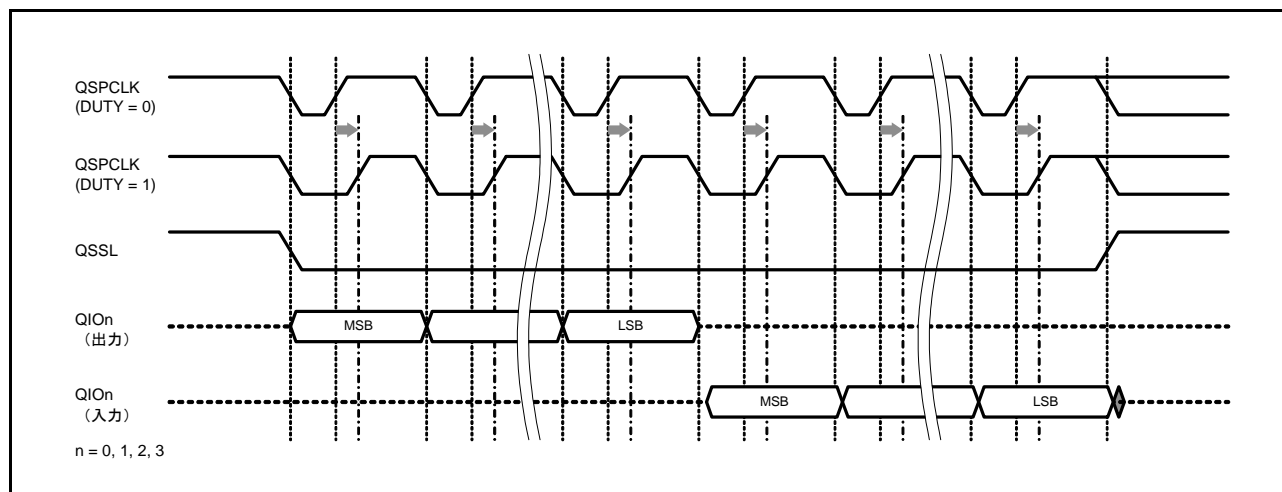 QSPCLK
(DUTY = 0)
QSPCLK
(DUTY = 1)
QSSL
QIOn
（出力）
MSB
LSB
QIOn
（入力）
MSB
LSB
n = 0, 1, 2, 3